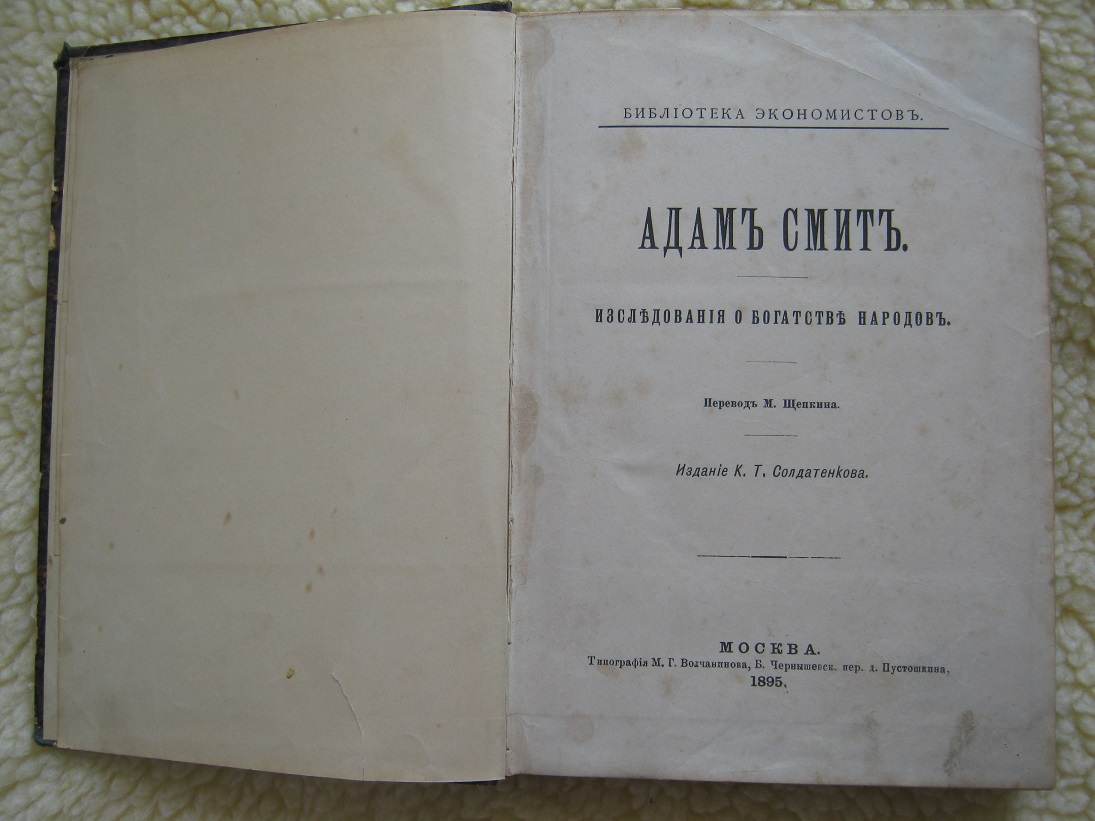 БИБЛІОТЕКА ЭКОНОМИСТОВЪ.
АДАМЪ СМИТЪ.
ИЗСЛѢДОВАНІЯ О БОГАТСТВѢ НАРОДОВЪ.
Переводъ М. Щепкина.
Изданіе К. Т. Солдатенкова.
МОСКВА.
Типографія М. Г. Волчанинова, Б. Чернышевск. пер. д. Пустошкина,
1895.